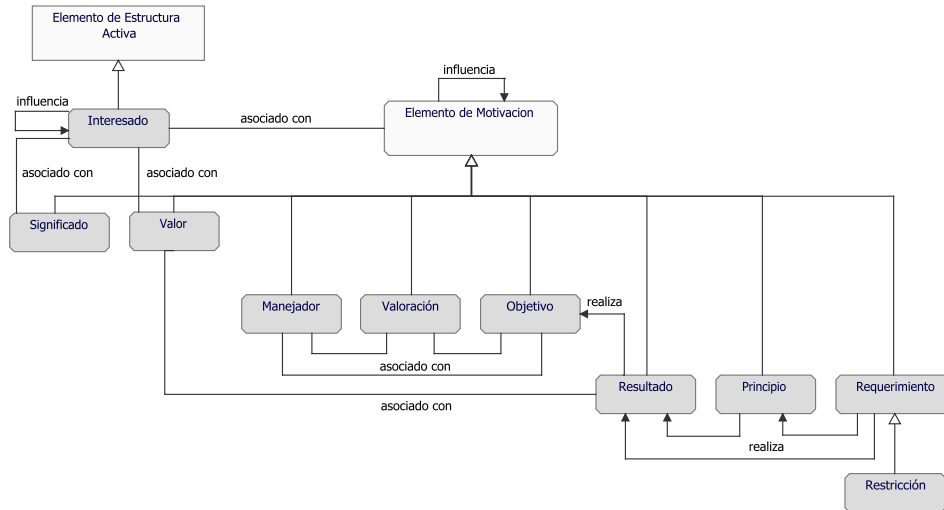 Elemento de Estructura
Activa
influencia
influencia
Elemento de Motivacion
Interesado
asociado con
asociado con
asociado con
Significado
Valor
Manejador
Valoración
Objetivo
realiza
asociado con
Resultado
Principio
Requerimiento
asociado con
realiza
Restricción